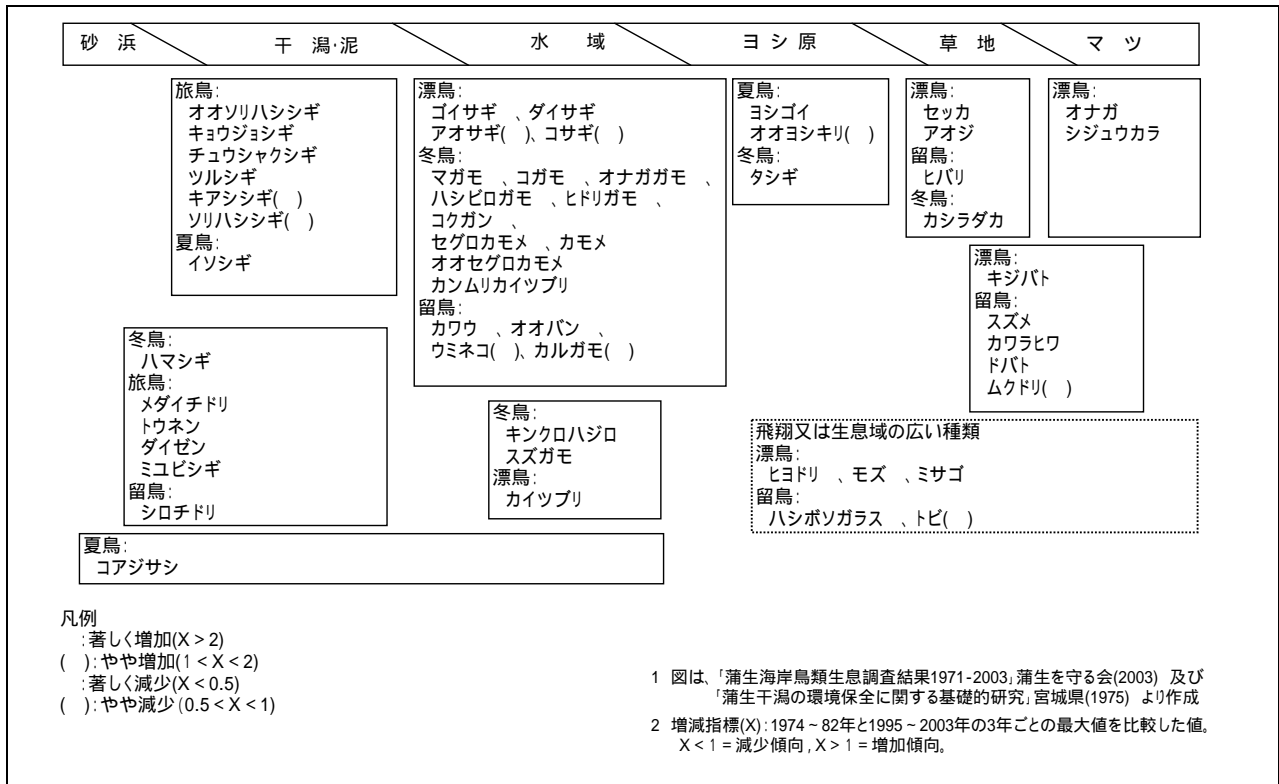 砂 浜
干 潟・泥
水 域
ヨ シ 原
草 地
マ ツ
旅鳥:
オオソリハシシギ
キョウジョシギ
チュウシャクシギ
ツルシギ
キアシシギ( )
ソリハシシギ( )
夏鳥:
イソシギ
漂鳥:
ゴイサギ 、ダイサギ
アオサギ( )、コサギ( )
冬鳥:
マガモ 、コガモ 、オナガガモ 、
ハシビロガモ 、ヒドリガモ 、
コクガン 、
セグロカモメ 、カモメ
オオセグロカモメ
カンムリカイツブリ
留鳥:
カワウ 、オオバン 、
ウミネコ( )、カルガモ( )
夏鳥:
ヨシゴイ
オオヨシキリ( )
冬鳥:
タシギ
漂鳥:
セッカ
アオジ
留鳥:
ヒバリ
冬鳥:
カシラダカ
漂鳥:
オナガ
シジュウカラ
漂鳥:
キジバト
留鳥:
スズメ
カワラヒワ
ドバト
ムクドリ( )
冬鳥:
ハマシギ
旅鳥:
メダイチドリ
トウネン
ダイゼン
ミユビシギ
留鳥:
シロチドリ
冬鳥:
キンクロハジロ
スズガモ
漂鳥:
カイツブリ
飛翔又は生息域の広い種類
漂鳥:
ヒヨドリ 、モズ 、ミサゴ
留鳥:
ハシボソガラス 、トビ( )
夏鳥:
コアジサシ
凡例
:著しく増加(X > 2)
( ):やや増加(1 < X < 2)
:著しく減少(X < 0.5)
( ):やや減少(0.5 < X < 1)
1 図は、「蒲生海岸鳥類生息調査結果1971-2003」蒲生を守る会(2003) 及び
「蒲生干潟の環境保全に関する基礎的研究」宮城県(1975) より作成
2 増減指標(X):1974~82年と1995~2003年の3年ごとの最大値を比較した値。
X < 1 = 減少傾向,X > 1 = 増加傾向。